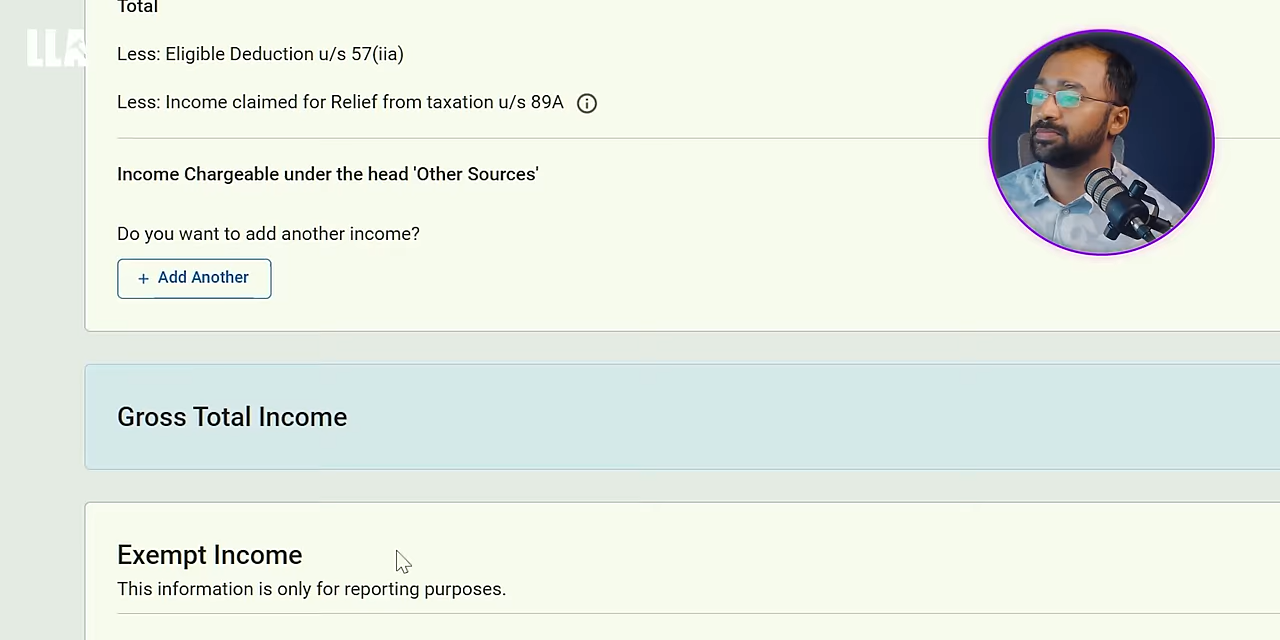 Total
LLA
Less: Eligible Deduction u/s 57(iia)
Less: Income claimed for Relief from taxation u/s 89A
Income Chargeable under the head 'Other Sources'
Do you want to add another income?
+ Add Another
Gross Total Income
Exempt Income
This information is only for reporting purposes.